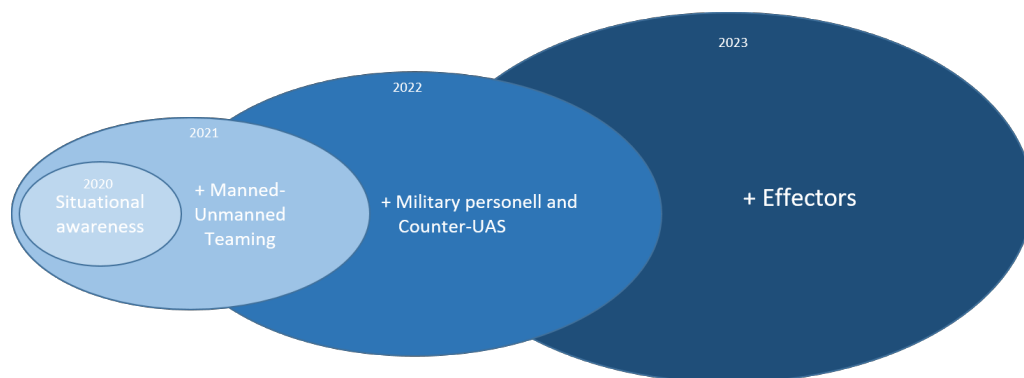 2020
Situational
awareness
2021
+ Manned-
Unmanned
Teaming
2022
+ Military personell and
Counter-UAS
2023
+ Effectors